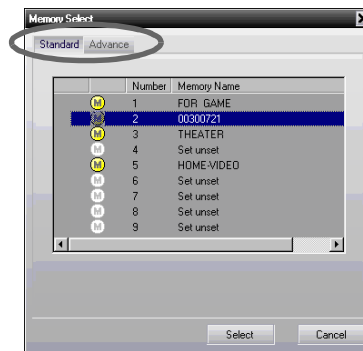 Memory Select
Standard Advance
Number Memory Name
M 1 FOR GAME
M 2 00300721
M 3 THEATER
M 4 Set unset
M 5 HOME-VIDEO
M 6 Set unset
M 7 Set unset
M 8 Set unset
M 9 Set unset
Select Cancel